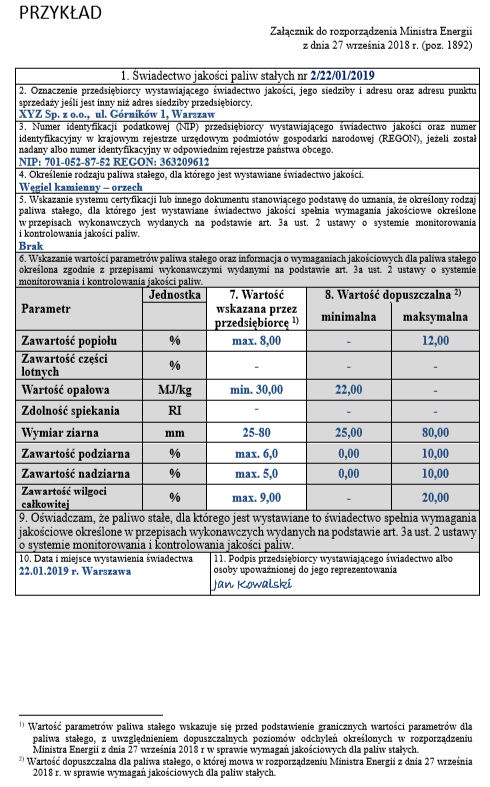 PRZYKŁAD
Załącznik do rozporządzenia Ministra Energii
z dnia 27 września 2018 r. (poz. 1892)
1. Świadectwo jakości paliw stałych nr 2/22/01/2019
2. Oznaczenie przedsiębiorcy wystawiającego świadectwo jakości, jego siedziby i adresu oraz adresu punktu
sprzedaży jeśli jest inny niż adres siedziby przedsiębiorcy.
XYZ Sp. z o.o., ul. Górników 1, Warszaw
3. Numer identyfikacji podatkowej (NIP) przedsiębiorcy wystawiającego świadectwo jakości oraz numer
identyfikacyjny w krajowym rejestrze urzędowym podmiotów gospodarki narodowej (REGON), jeżeli został
nadany albo numer identyfikacyjny w odpowiednim rejestrze państwa obcego.
NIP: 701-052-87-52 REGON: 363209612
4. Określenie rodzaju paliwa stałego, dla którego jest wystawiane świadectwo jakości.
Węgiel kamienny – orzech
5. Wskazanie systemu certyfikacji lub innego dokumentu stanowiącego podstawę do uznania, że określony rodzaj
paliwa stałego, dla którego jest wystawiane świadectwo jakości spełnia wymagania jakościowe określone
w przepisach wykonawczych wydanych na podstawie art. 3a ust. 2 ustawy o systemie monitorowania
i kontrolowania jakości paliw.
Brak
6. Wskazanie wartości parametrów paliwa stałego oraz informacja o wymaganiach jakościowych dla paliwa stałego
określona zgodnie z przepisami wykonawczymi wydanymi na podstawie art. 3a ust. 2 ustawy o systemie
monitorowania i kontrolowania jakości paliw.
Parametr Jednostka 7. Wartość wskazana przez przedsiębiorcę 1) 8. Wartość dopuszczalna 2)
minimalna maksymalna
Zawartość popiołu % max. 8,00 - 12,00
Zawartość części lotnych % - - -
Wartość opałowa MJ/kg min. 30,00 22,00 -
Zdolność spiekania RI - - -
Wymiar ziarna mm 25-80 25,00 80,00
Zawartość podziarna % max. 6,0 0,00 10,00
Zawartość nadziarna % max. 5,0 0,00 10,00
Zawartość wilgoci całkowitej % max. 9,00 - 20,00
9. Oświadczam, że paliwo stałe, dla którego jest wystawiane to świadectwo spełnia wymagania
jakościowe określone w przepisach wykonawczych wydanych na podstawie art. 3a ust. 2 ustawy
o systemie monitorowania i kontrolowania jakości paliw.
10. Data i miejsce wystawienia świadectwa
22.01.2019 r. Warszawa
11. Podpis przedsiębiorcy wystawiającego świadectwo albo
osoby upoważnionej do jego reprezentowania
Jan Kowalski
1) Wartość parametrów paliwa stałego wskazuje się przed podstawienie granicznych wartości parametrów dla
paliwa stałego, z uwzględnieniem dopuszczalnych poziomów odchyleń określonych w rozporządzeniu
Ministra Energii z dnia 27 września 2018 r w sprawie wymagań jakościowych dla paliw stałych.
2) Wartość dopuszczalna dla paliwa stałego, o której mowa w rozporządzeniu Ministra Energii z dnia 27 września
2018 r. w sprawie wymagań jakościowych dla paliw stałych.